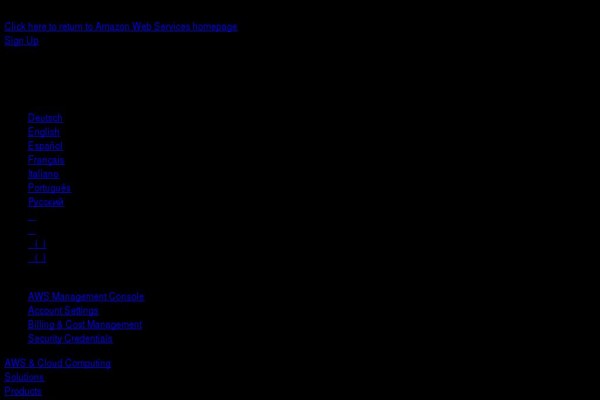 Click here to return to Amazon Web Services homepage
Sign Up
Deutsch
English
Español
Français
Italiano
Português
Русский
AWS Management Console
Account Settings
Billing & Cost Management
Security Credentials
AWS & Cloud Computing
Solutions
Products